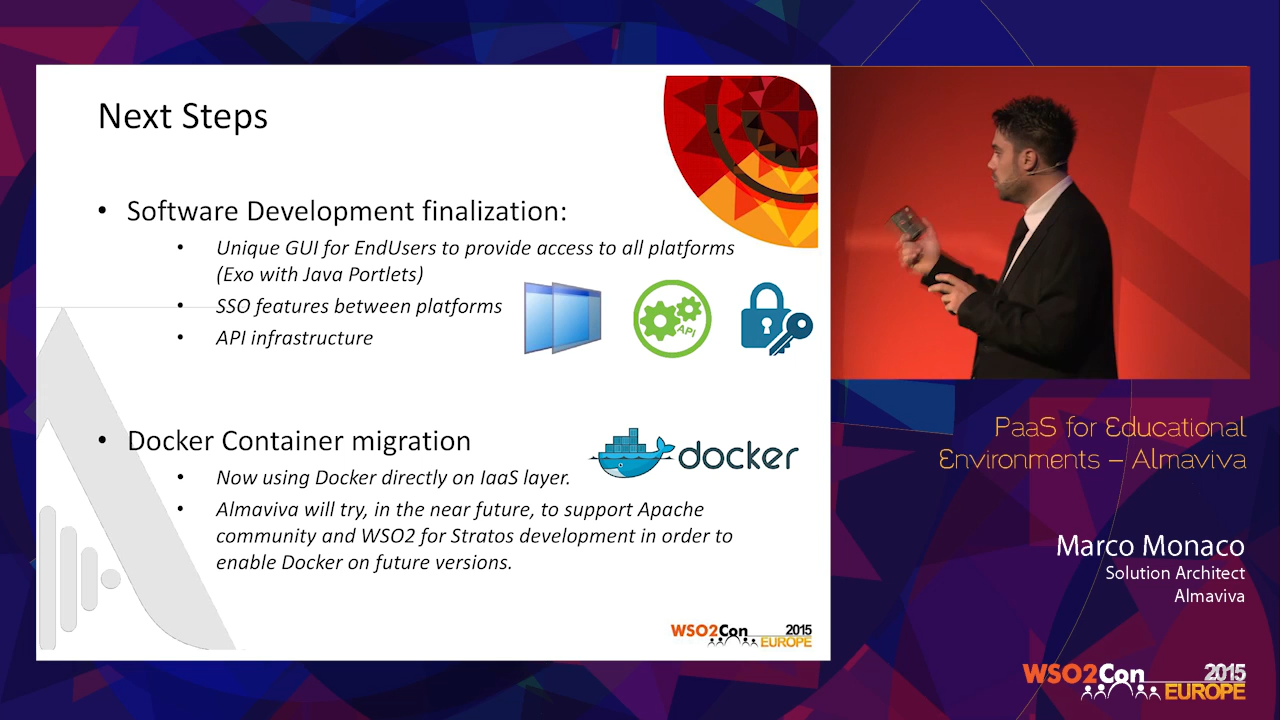 Next Steps
• Software Development finalization:
• Unique GUI for EndUsers to provide access to all platforms
(Exo with Java Portlets)
• SSO features between platforms
• API infrastructure
API
• Docker Container migration
docker
• Now using Docker directly on IaaS layer.
• Almaviva will try, in the near future, to support Apache
community and WSO2 for Stratos development in order to
enable Docker on future versions.
WSO2Con 2015
EUROPE
PaaS for Educational
Environments – Almaviva
Marco Monaco
Solution Architect
Almaviva
WSO2Con 2015
EUROPE